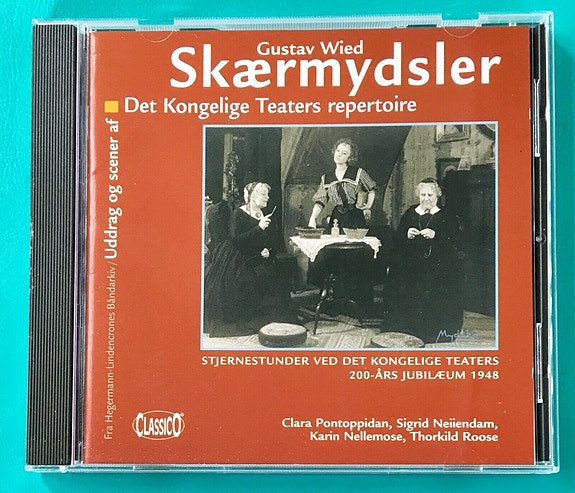 Gustav Wied
Skærmydsler
Det Kongelige Teaters repertoire
Fra Hegermann-Lindencrones Båndarkiv / Uddrag og scener af
Mydtskov
STJERNESTUNDER VED DET KONGELIGE TEATERS
200-ÅRS JUBILÆUM 1948
CLASSICO
Clara Pontoppidan, Sigrid Neiiendam,
Karin Nellemose, Thorkild Roose